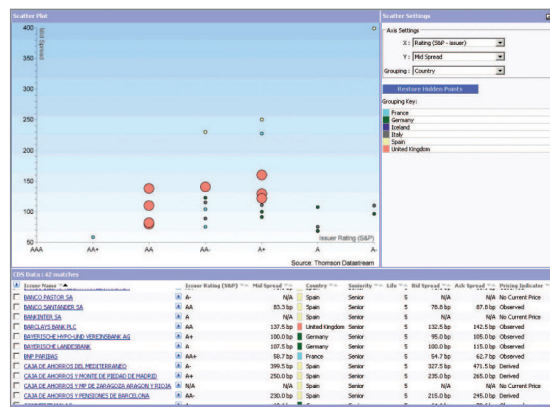 Scatter Plot
Scatter Settings
400
350
300
250
200
150
100
50
Mid Spread
AAA AA+ AA AA- A+ A A-
Issuer Rating (S&P)
Source: Thomson Datastream
Axis Settings
X: Rating (S&P - issuer)
Y: Mid Spread
Grouping: Country
Restore Hidden Points
Grouping Key:
France
Germany
Iceland
Italy
Spain
United Kingdom
CDS Data: 42 matches
Issuer Name Issuer Rating (S&P) Mid Spread Country Seniority Life Bid Spread Ask Spread Pricing Indicator
BANCO PASTOR SA A- N/A Spain Senior 5 N/A N/A No Current Price
BANCO SANTANDER SA AA 83.3 bp Spain Senior 5 78.8 bp 87.8 bp Observed
BANKINTER SA A N/A Spain Senior 5 N/A N/A No Current Price
BARCLAYS BANK PLC AA 137.5 bp United Kingdom Senior 5 132.5 bp 142.5 bp Observed
BAYERISCHE HYPO-UND VEREINSBANK AG A+ 100.0 bp Germany Senior 5 95.0 bp 105.0 bp Observed
BAYERISCHE LANDESBANK A 107.5 bp Germany Senior 5 100.0 bp 115.0 bp Observed
BNP PARIBAS AA+ 58.7 bp France Senior 5 54.7 bp 62.7 bp Observed
CAJA DE AHORROS DEL MEDITERRANEO A- 399.5 bp Spain Senior 5 327.5 bp 471.5 bp Derived
CAJA DE AHORROS Y MONTE DE PIEDAD DE MADRID A+ 250.0 bp Spain Senior 5 235.0 bp 265.0 bp Derived
CAJA DE AHORROS Y MP DE ZARAGOZA ARAGON Y RIOJA N/A N/A Spain Senior 5 N/A N/A No Current Price
CAJA DE AHORROS Y PENSIONES DE BARCELONA AA- 230.0 bp Spain Senior 5 215.0 bp 245.0 bp Derived